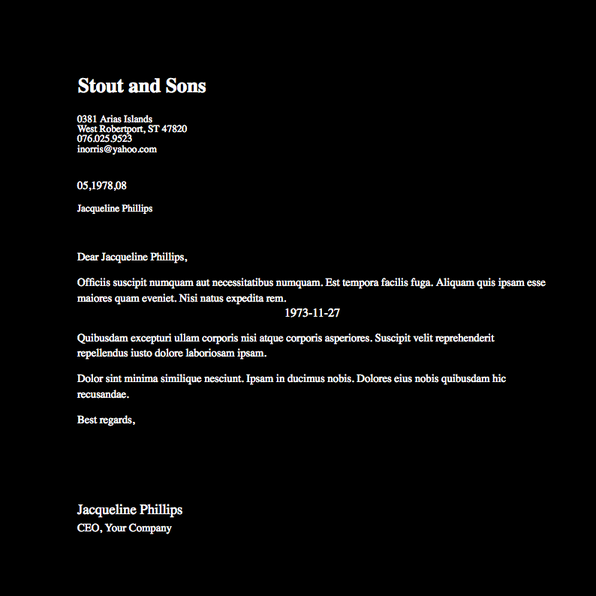 Stout and Sons
0381 Arias Islands
West Robertport, ST 47820
076.025.9523
inorris@yahoo.com
05,1978,08
Jacqueline Phillips
Dear Jacqueline Phillips,
Officiis suscipit numquam aut necessitatibus numquam. Est tempora facilis fuga. Aliquam quis ipsam esse
maiores quam eveniet. Nisi natus expedita rem.
1973-11-27
Quibusdam excepturi ullam corporis nisi atque corporis asperiores. Suscipit velit reprehenderit
repellendus iusto dolore laboriosam ipsam.
Dolor sint minima similique nesciunt. Ipsam in ducimus nobis. Dolores eius nobis quibusdam hic
recusandae.
Best regards,
Jacqueline Phillips
CEO, Your Company